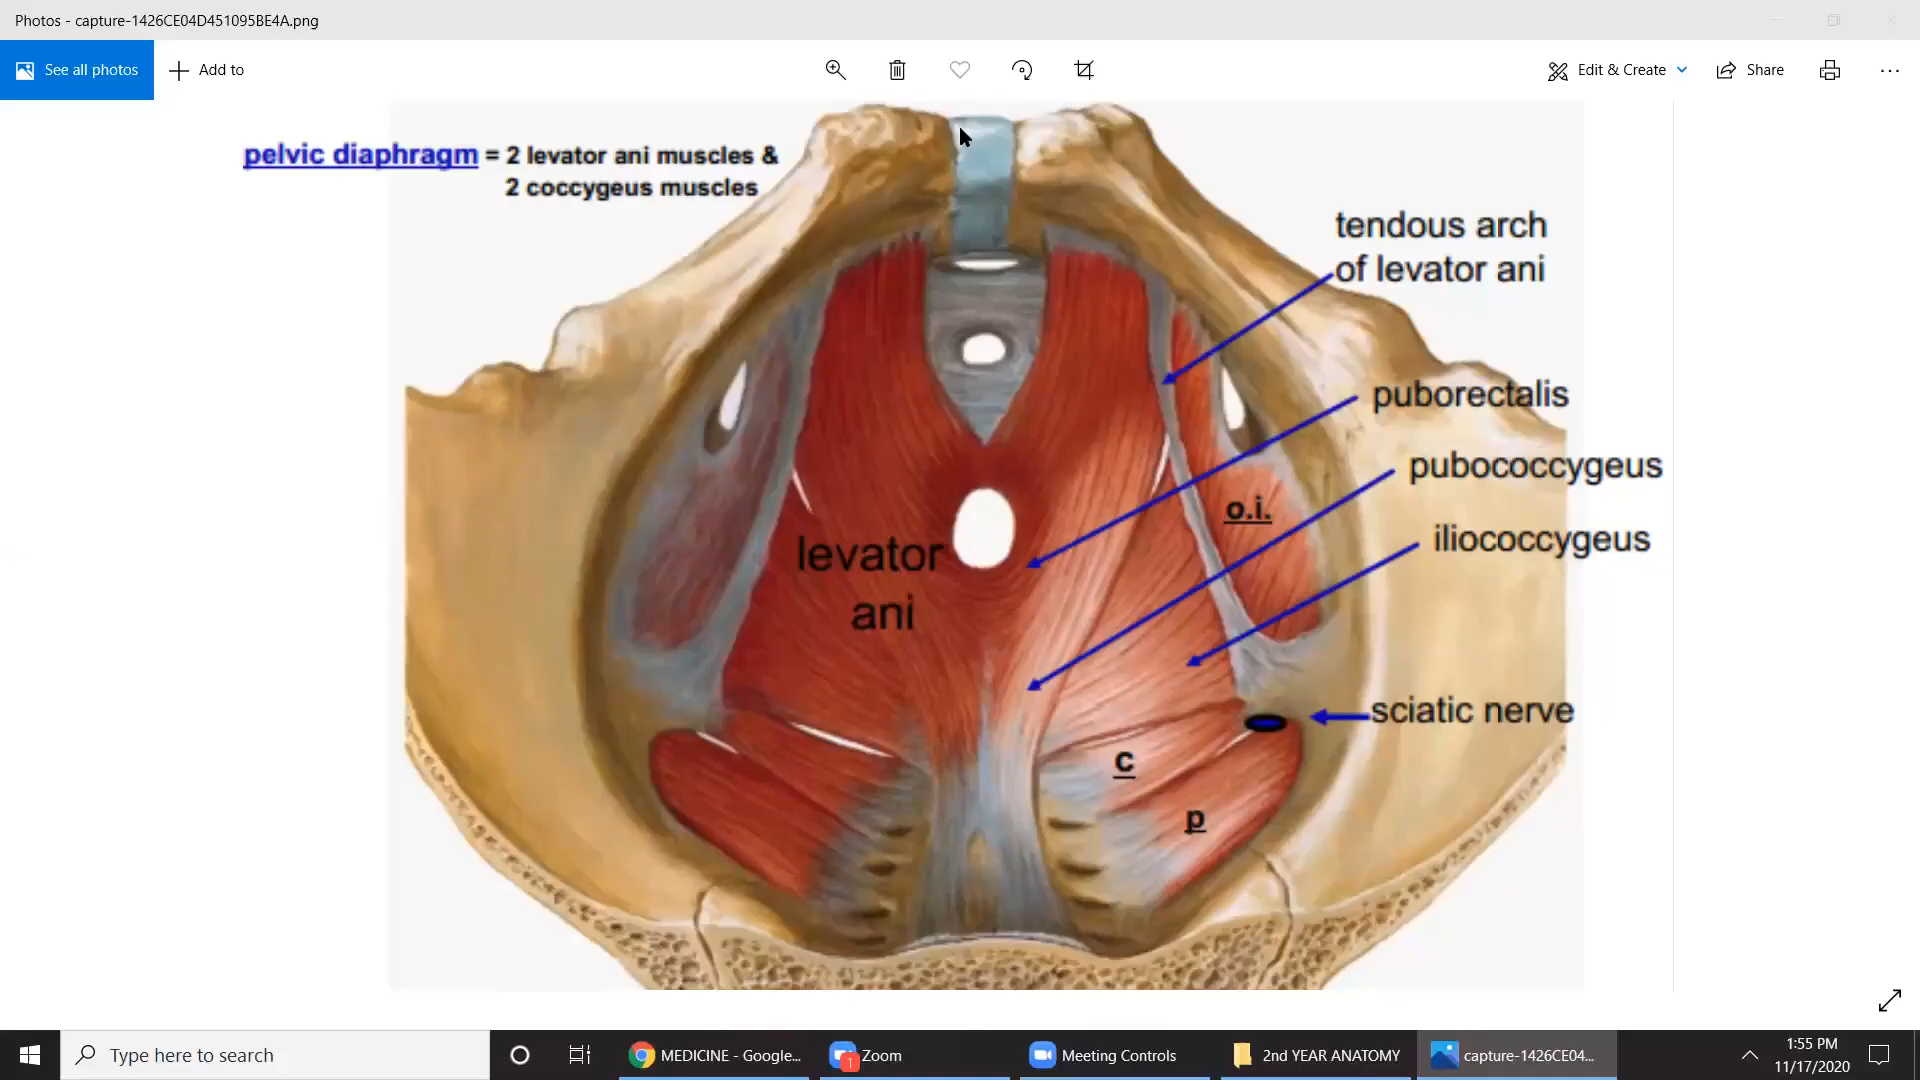 Photos - capture-1426CE04D451095BE4A.png
See all photos
Add to
Edit & Create
Share
pelvic diaphragm = 2 levator ani muscles &
2 coccygeus muscles
tendous arch
of levator ani
puborectalis
pubococcygeus
o.i.
iliococcygeus
levator
ani
sciatic nerve
c
p
Type here to search
MEDICINE - Google...
1
Zoom
Meeting Controls
2nd YEAR ANATOMY
capture-1426CE04...
1:55 PM
11/17/2020